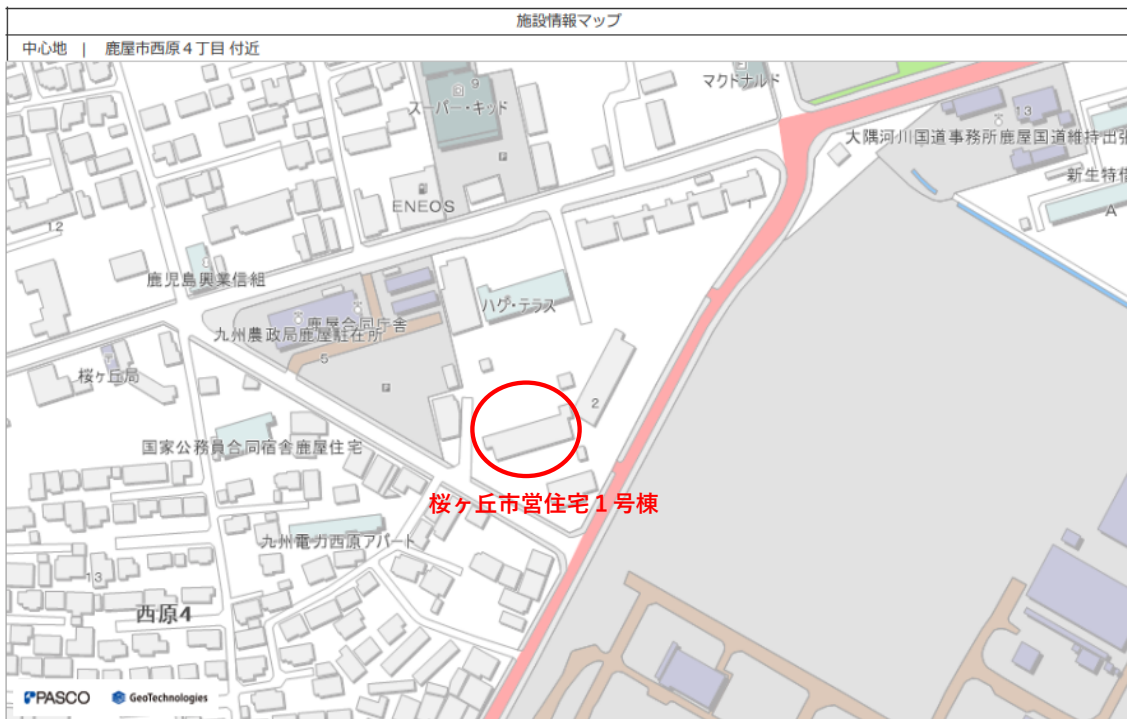 施設情報マップ
中心地 | 鹿屋市西原4丁目 付近
9
マクドナルド
スーパー・キッド
13
大隅河川国道事務所鹿屋国道維持出張
新生特借
A
ENEOS
1
12
鹿児島興業信組
ハグ・テラス
鹿屋合同庁舎
九州農政局鹿屋駐在所
5
桜ヶ丘局
2
国家公務員合同宿舎鹿屋住宅
桜ヶ丘市営住宅1号棟
九州電力西原アパート
13
西原4
PASCO
GeoTechnologies